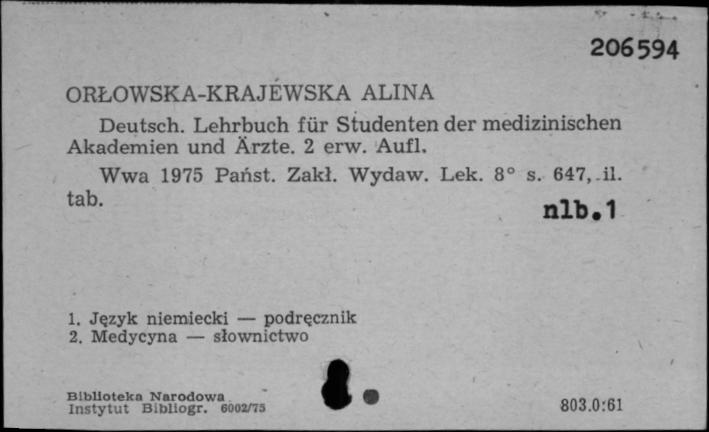 206594
ORŁOWSKA-KRAJEWSKA ALINA
Deutsch. Lehrbuch für Studenten der medizinischen
Akademien und Ärzte. 2 erw. Aufl.
Wwa 1975 Państ. Zakł. Wydaw. Lek. 8° s. 647, il.
tab.
nlb.1
1. Język niemiecki — podręcznik
2. Medycyna — słownictwo
Biblioteka Narodowa
Instytut Bibliogr. 6002/75
803.0:61